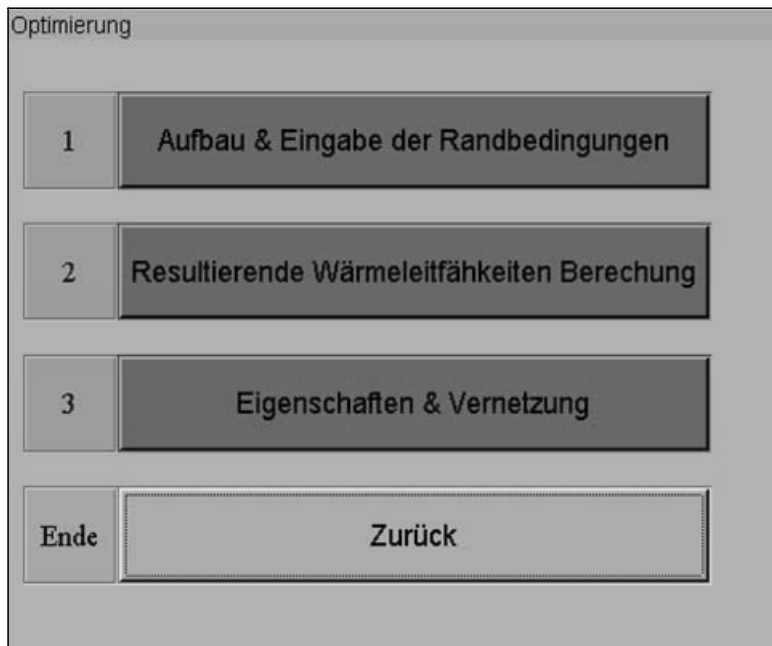 Optimierung
1 Aufbau & Eingabe der Randbedingungen
2 Resultierende Wärmeleitfähkeiten Berechung
3 Eigenschaften & Vernetzung
Ende Zurück